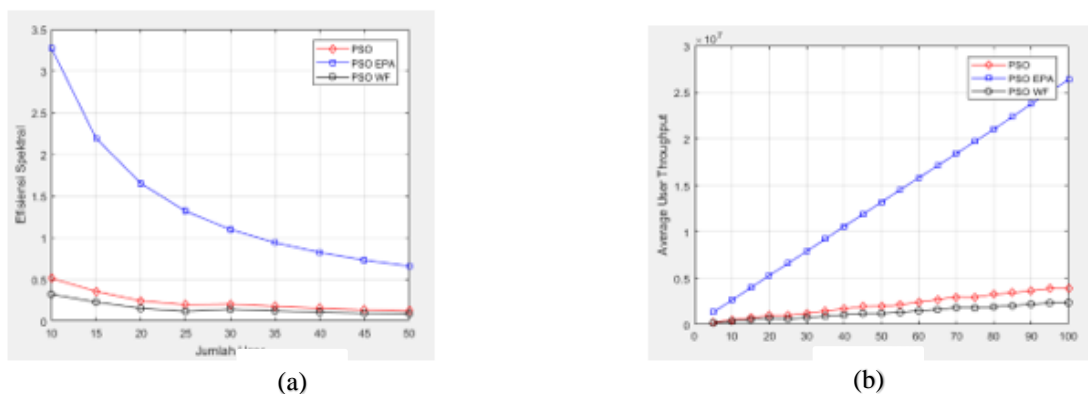 3.5
3
2.5
2
1.5
1
0.5
0
10 15 20 25 30 35 40 45 50
Efisiensi Spektral
Jumlah
PSO
PSO EPA
PSO WF
(a)
× 10 7
3
2.5
2
1.5
1
0.5
0
0 10 20 30 40 50 60 70 80 90 100
Average User Throughput
PSO
PSO EPA
PSO WF
(b)